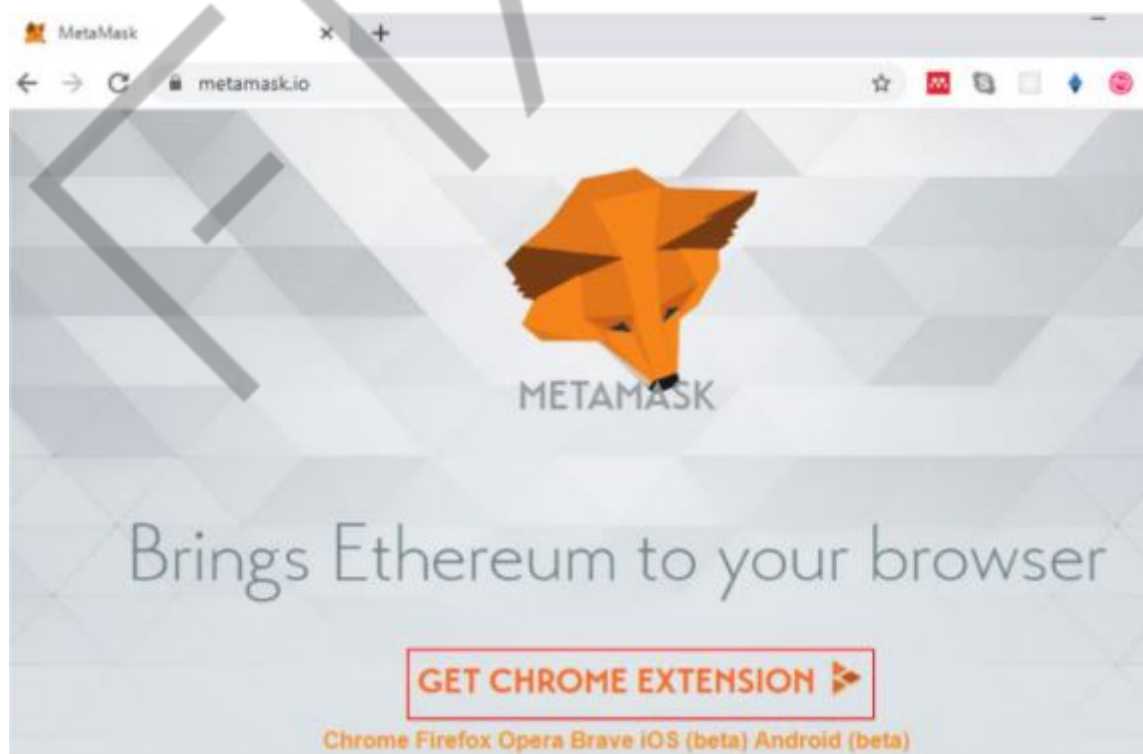 MetaMask
metamask.io
METAMASK
Brings Ethereum to your browser
GET CHROME EXTENSION
Chrome Firefox Opera Brave iOS (beta) Android (beta)